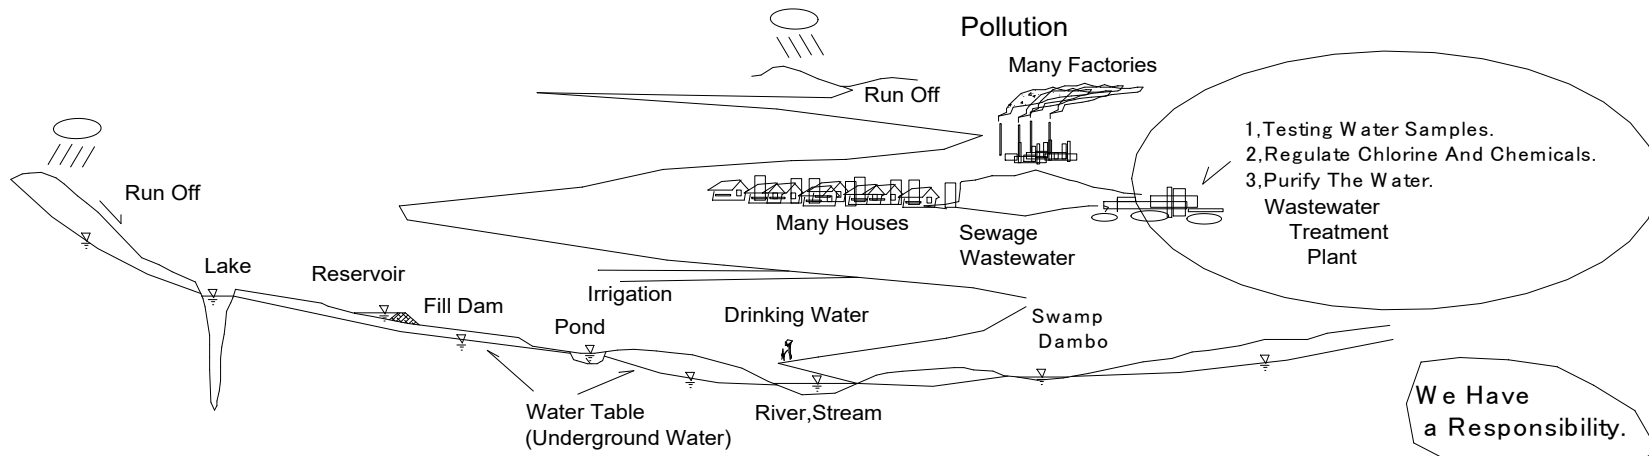 Pollution
Many Factories
Run Off
1,Testing Water Samples.
2,Regulate Chlorine And Chemicals.
3,Purify The Water.
Wastewater
Treatment
Plant
Run Off
Many Houses
Sewage
Wastewater
Lake
Reservoir
Irrigation
Fill Dam
Drinking Water
Swamp
Dambo
Pond
Water Table
(Underground Water)
River,Stream
We Have
a Responsibility.